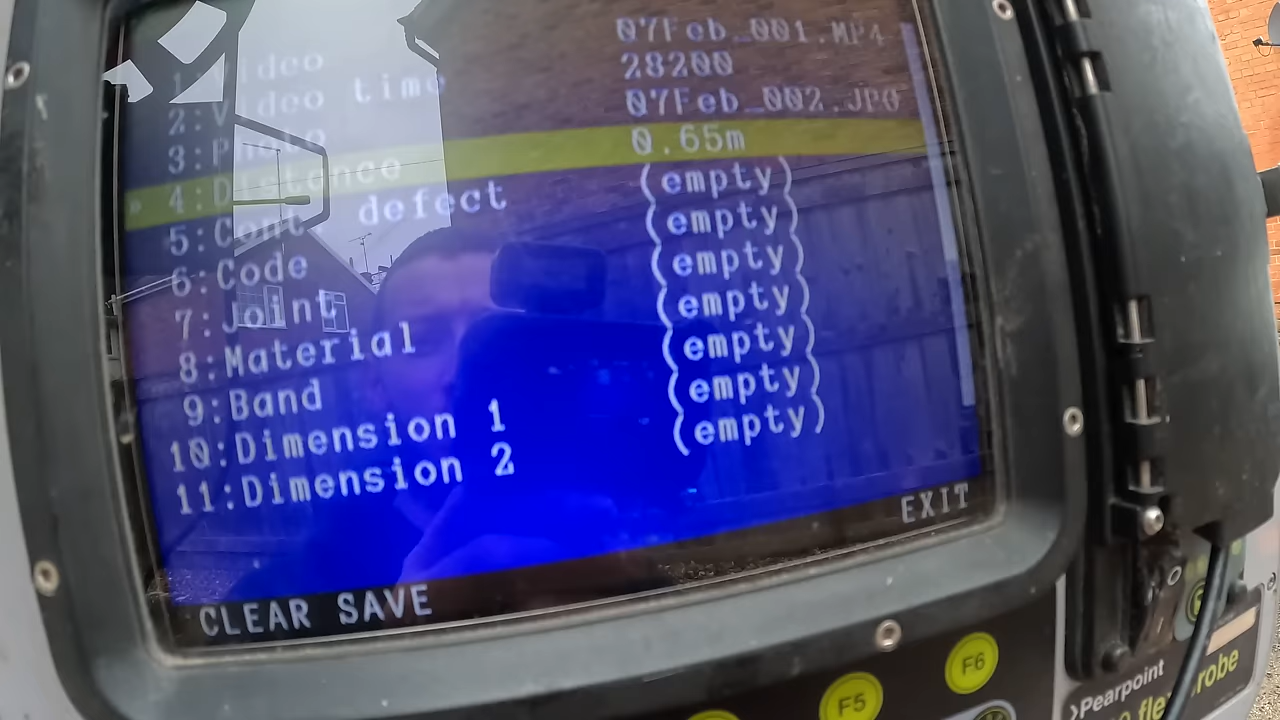 1:Video 07Feb_001.MP4
2:Video time 28200
3:Photo 07Feb_002.JPG
» 4:Distance 0.65m
5:Cont. defect (empty)
6:Code (empty)
7:Joint (empty)
8:Material (empty)
9:Band (empty)
10:Dimension 1 (empty)
11:Dimension 2 (empty)
CLEAR SAVE EXIT
F5 F6
Pearpoint